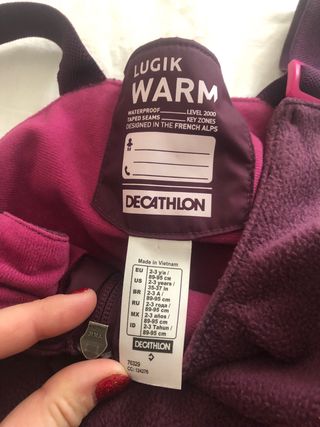 LUGIK
WARM
WATERPROOF LEVEL 2000
TAPED SEAMS KEY ZONES
DESIGNED IN THE FRENCH ALPS
DECATHLON
Made in Vietnam
EU 2-3 y/a / 89-95 cm
US 2-3 years / 35-37 in
BR 2-3 A / 89-95 cm
RU 2-3 года / 89-95 cm
MX 2-3 años / 89-95 cm
ID 2-3 Tahun / 89-95 cm
DECATHLON
70329
CC: 134276